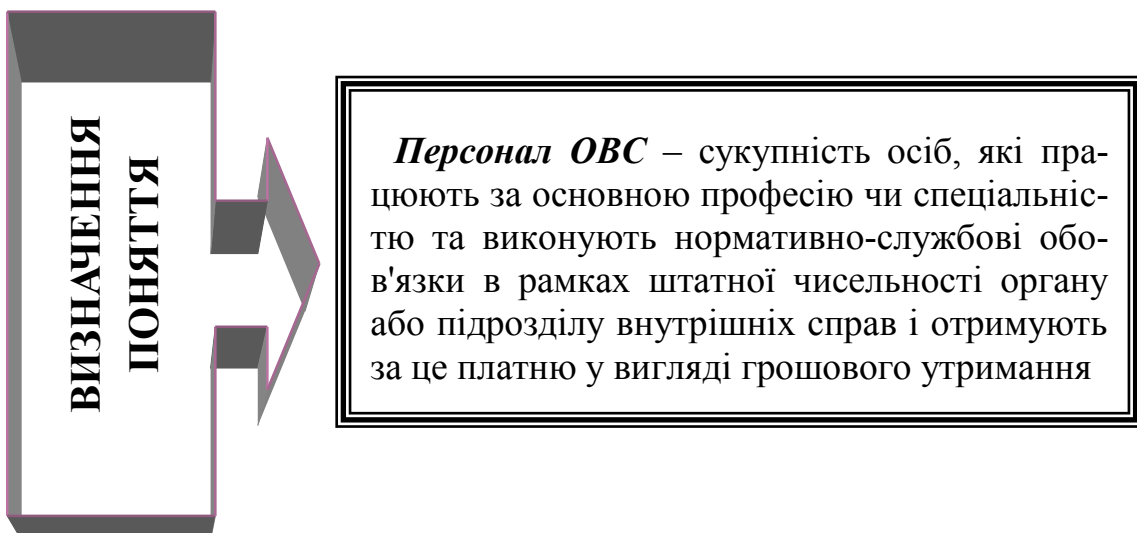 ВИЗНАЧЕННЯ
ПОНЯТТЯ
Персонал ОВС – сукупність осіб, які пра-
цюють за основною професією чи спеціальніс-
тю та виконують нормативно-службові обо-
в'язки в рамках штатної чисельності органу
або підрозділу внутрішніх справ і отримують
за це платню у вигляді грошового утримання